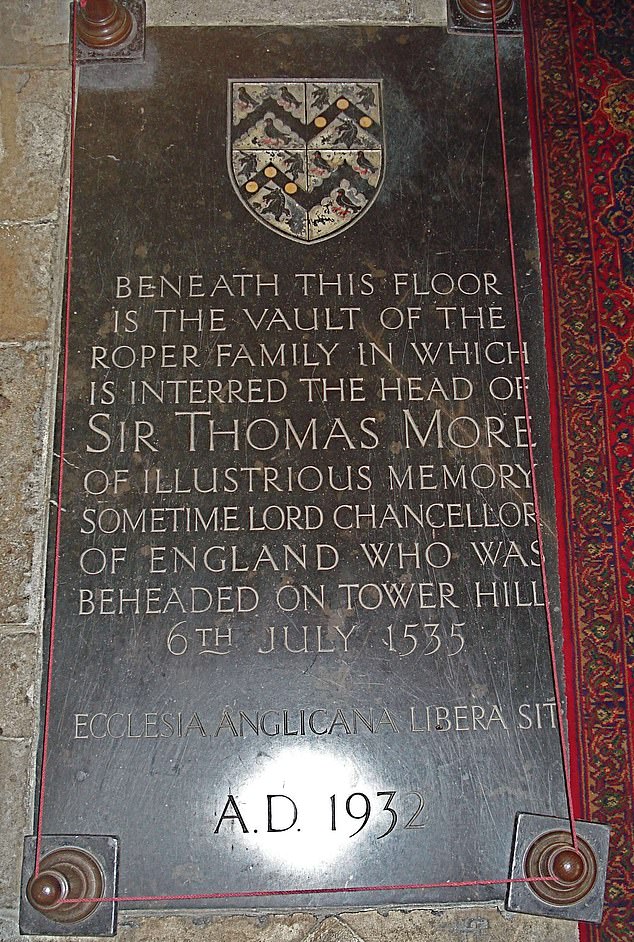 BENEATH THIS FLOOR
IS THE VAULT OF THE
ROPER FAMILY IN WHICH
IS INTERRED THE HEAD OF
SIR THOMAS MORE
OF ILLUSTRIOUS MEMORY
SOMETIME LORD CHANCELLOR
OF ENGLAND WHO WAS
BEHEADED ON TOWER HILL
6TH JULY 1535
ECCLESIA ANGLICANA LIBERA SIT
A.D. 1932